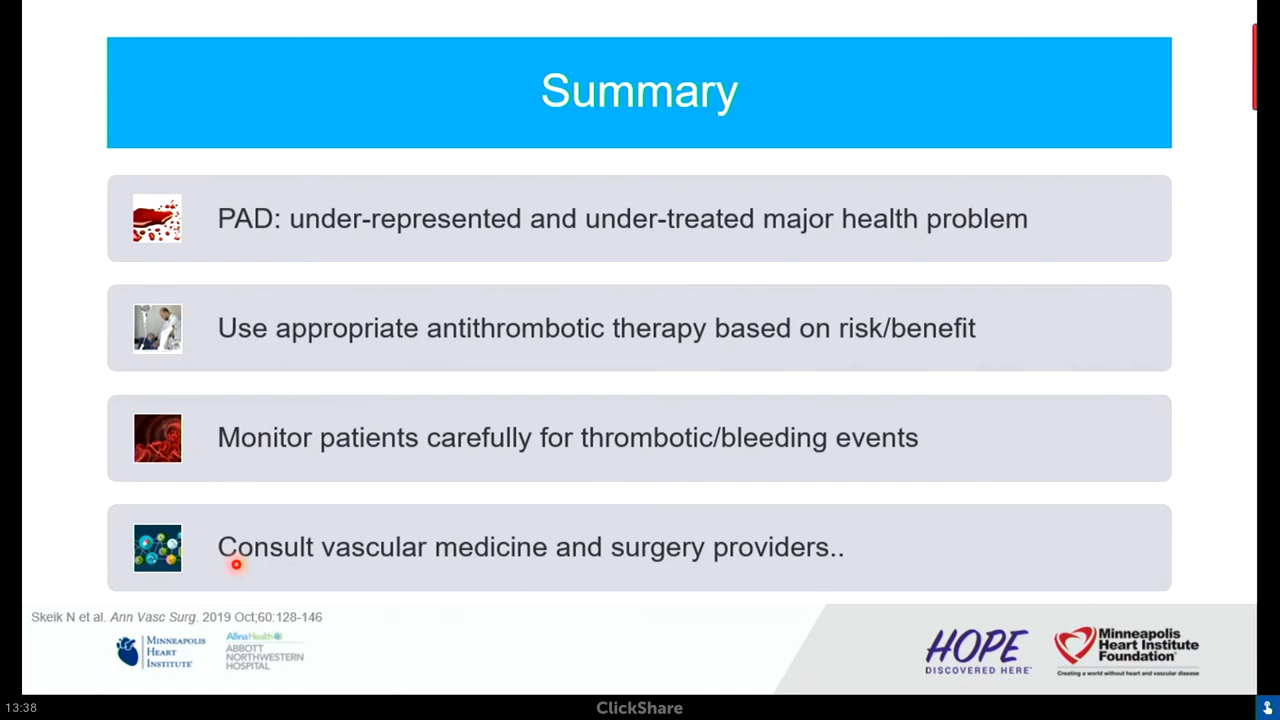 Summary
PAD: under-represented and under-treated major health problem
Use appropriate antithrombotic therapy based on risk/benefit
Monitor patients carefully for thrombotic/bleeding events
Consult vascular medicine and surgery providers..
Skeik N et al. Ann Vasc Surg. 2019 Oct;60:128-146
MINNEAPOLIS
HEART
INSTITUTE
Allina Health
ABBOTT
NORTHWESTERN
HOSPITAL
HOPE
DISCOVERED HERE
Minneapolis
Heart Institute
Foundation
Creating a world without heart and vascular disease
13:38
ClickShare